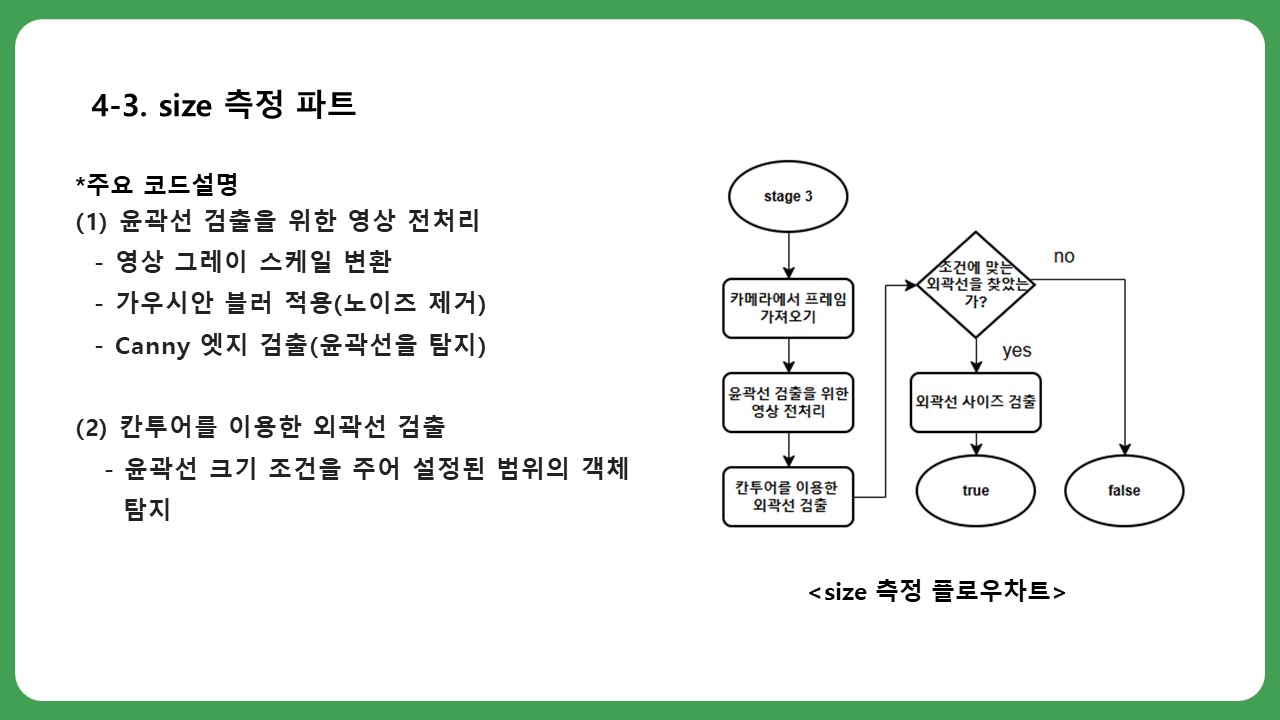 4-3. size 측정 파트
*주요 코드설명
(1) 윤곽선 검출을 위한 영상 전처리
- 영상 그레이 스케일 변환
- 가우시안 블러 적용(노이즈 제거)
- Canny 엣지 검출(윤곽선을 탐지)
(2) 칸투어를 이용한 외곽선 검출
- 윤곽선 크기 조건을 주어 설정된 범위의 객체
탐지
stage 3
카메라에서 프레임
가져오기
윤곽선 검출을 위한
영상 전처리
칸투어를 이용한
외곽선 검출
조건에 맞는
외곽선을 찾았는
가?
no
yes
외곽선 사이즈 검출
true
false
<size 측정 플로우차트>